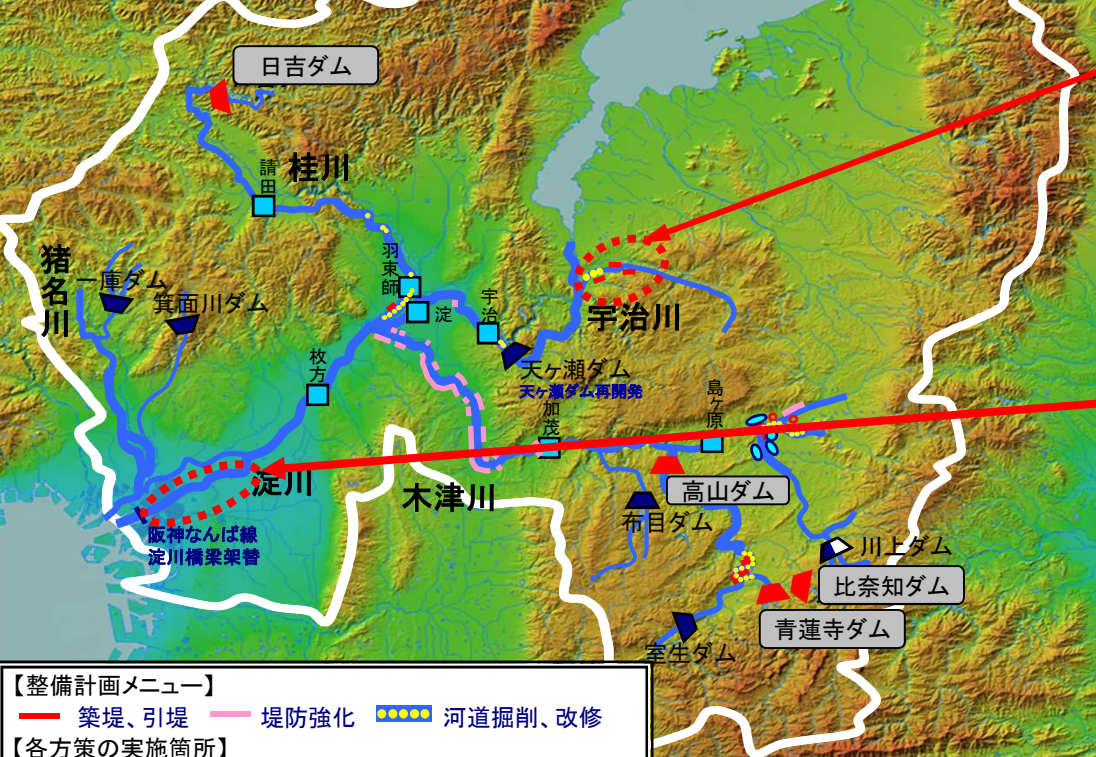 日吉ダム
請田
桂川
猪名川
一庫ダム
箕面川ダム
羽束師
淀
宇治
宇治川
天ヶ瀬ダム
天ヶ瀬ダム再開発
枚方
加茂
島ヶ原
淀川
木津川
高山ダム
布目ダム
阪神なんば線
淀川橋梁架替
川上ダム
比奈知ダム
青蓮寺ダム
室生ダム
【整備計画メニュー】
築堤、引堤 堤防強化 河道掘削、改修
【各方策の実施箇所】